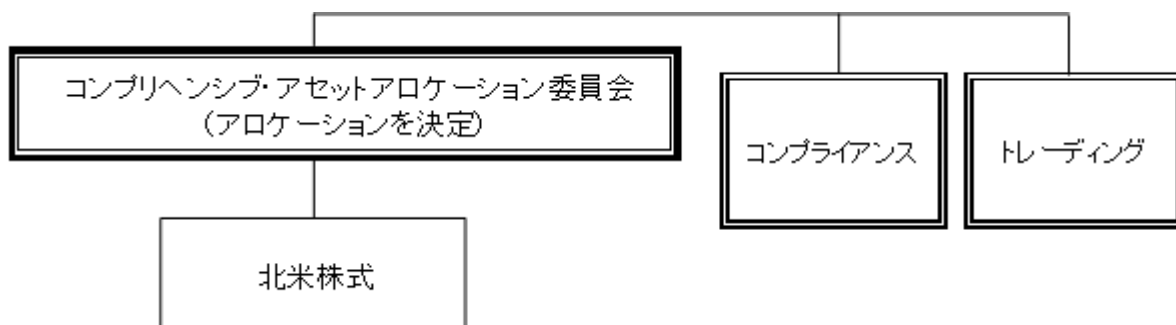 コンプリヘンシブ・アセットアロケーション委員会
(アロケーションを決定)
コンプライアンス
トレーディング
北米株式